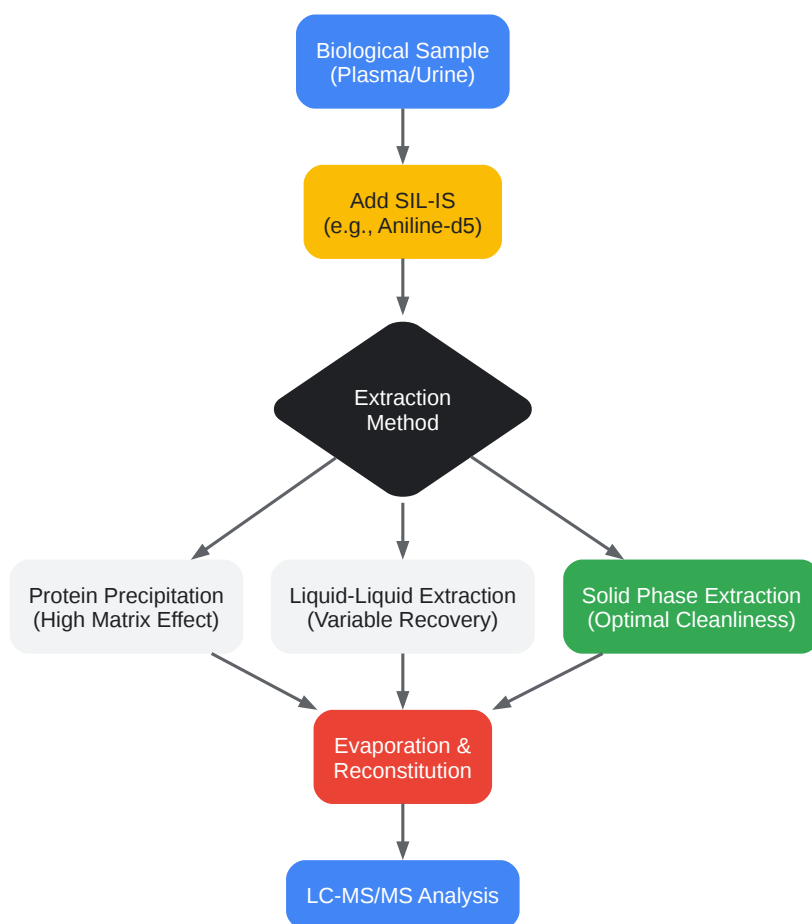 Biological Sample
(Plasma/Urine)
Add SIL-IS
(e.g., Aniline-d5)
Extraction
Method
Protein Precipitation
(High Matrix Effect)
Liquid-Liquid Extraction
(Variable Recovery)
Solid Phase Extraction
(Optimal Cleanliness)
Evaporation &
Reconstitution
LC-MS/MS Analysis